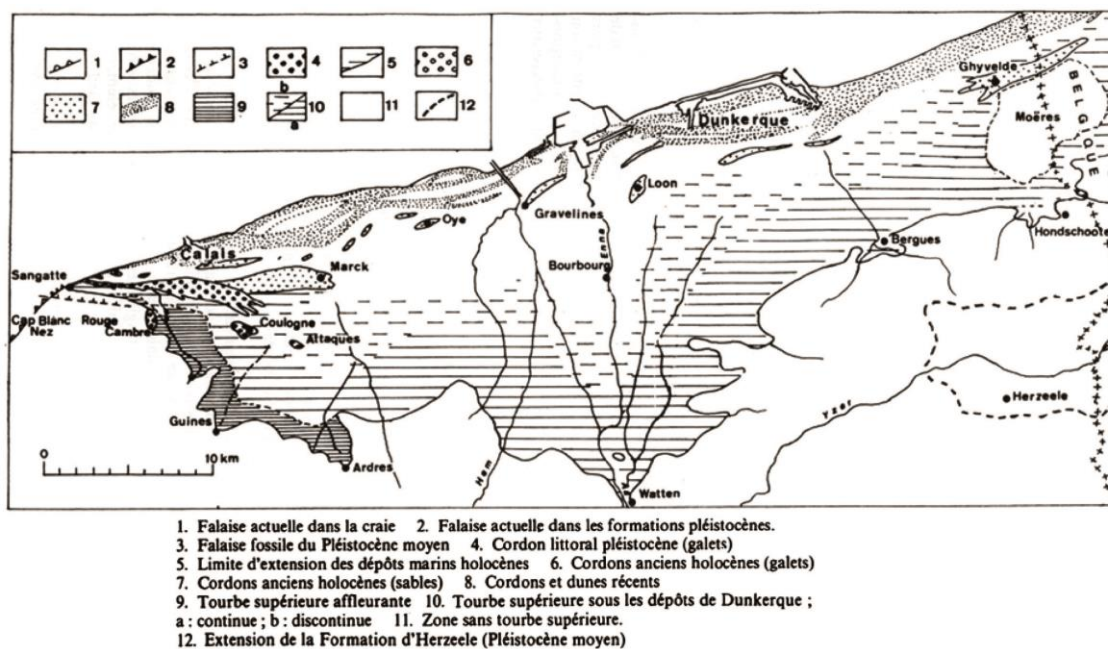 1 2 3 4 5 6
b
7 8 9 10 11 12
a
Ghyvelde
BELGIQUE
Moëres
Dunkerque
Loon
Gravelines
Oye
Hondschoote
Bergues
Enna
Bourbourg
Calais
Marck
Sangatte
Cap Blanc Nez
Rouge Cambre
Coulogne
Attaques
Herzeele
Yzer
Guines
0 10 km
Ardres
Hem
Watten
1. Falaise actuelle dans la craie 2. Falaise actuelle dans les formations pléistocènes.
3. Falaise fossile du Pléistocène moyen 4. Cordon littoral pléistocène (galets)
5. Limite d'extension des dépôts marins holocènes 6. Cordons anciens holocènes (galets)
7. Cordons anciens holocènes (sables) 8. Cordons et dunes récents
9. Tourbe supérieure affleurante 10. Tourbe supérieure sous les dépôts de Dunkerque ;
a : continue ; b : discontinue 11. Zone sans tourbe supérieure.
12. Extension de la Formation d'Herzeele (Pléistocène moyen)